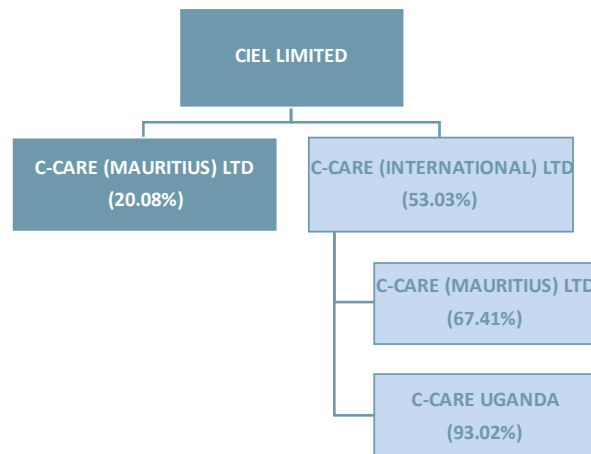 CIEL LIMITED
C-CARE (MAURITIUS) LTD
(20.08%)
C-CARE (INTERNATIONAL) LTD
(53.03%)
C-CARE (MAURITIUS) LTD
(67.41%)
C-CARE UGANDA
(93.02%)